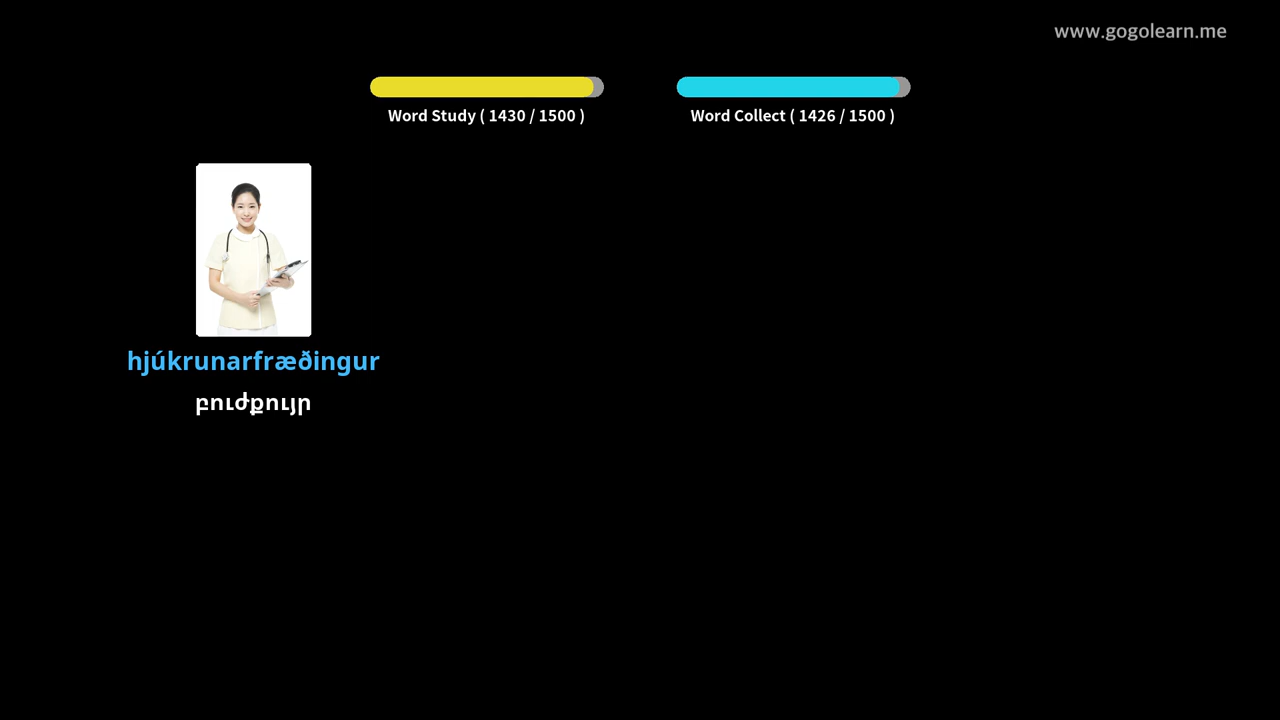 www.gogolearn.me
Word Study ( 1430 / 1500 )
Word Collect ( 1426 / 1500 )
hjúkrunarfræðingur
բուժքույր